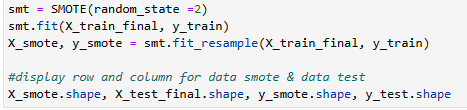 smt = SMOTE(random_state =2)
smt.fit(X_train_final, y_train)
X_smote, y_smote = smt.fit_resample(X_train_final, y_train)
#display row and column for data smote & data test
X_smote.shape, X_test_final.shape, y_smote.shape, y_test.shape